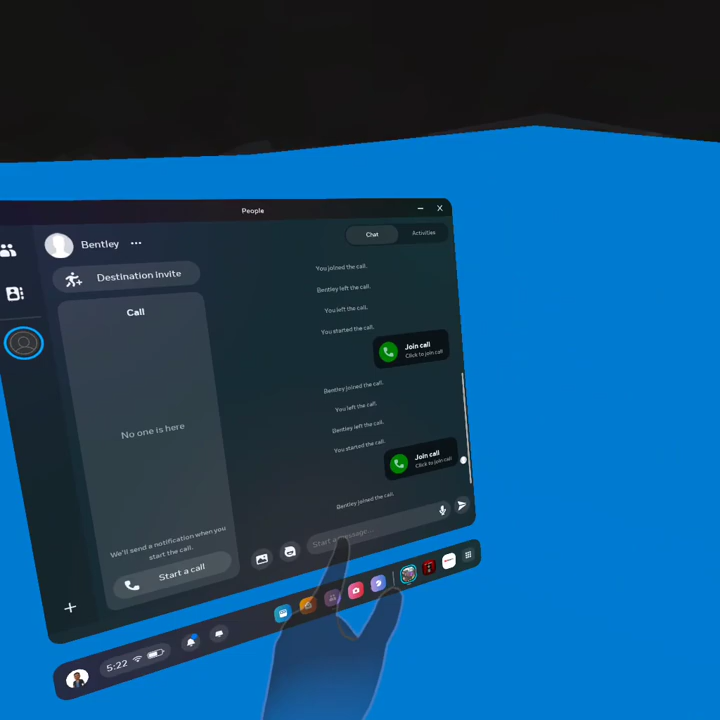 People
Bentley
Chat
Activities
Destination invite
Call
No one is here
We'll send a notification when you
start the call.
Start a call
You joined the call.
Bentley left the call.
You left the call.
You started the call.
Join call
Click to join call
Bentley joined the call.
You left the call.
Bentley left the call.
You started the call.
Join call
Click to join call
Bentley joined the call.
Start a message...
5:22